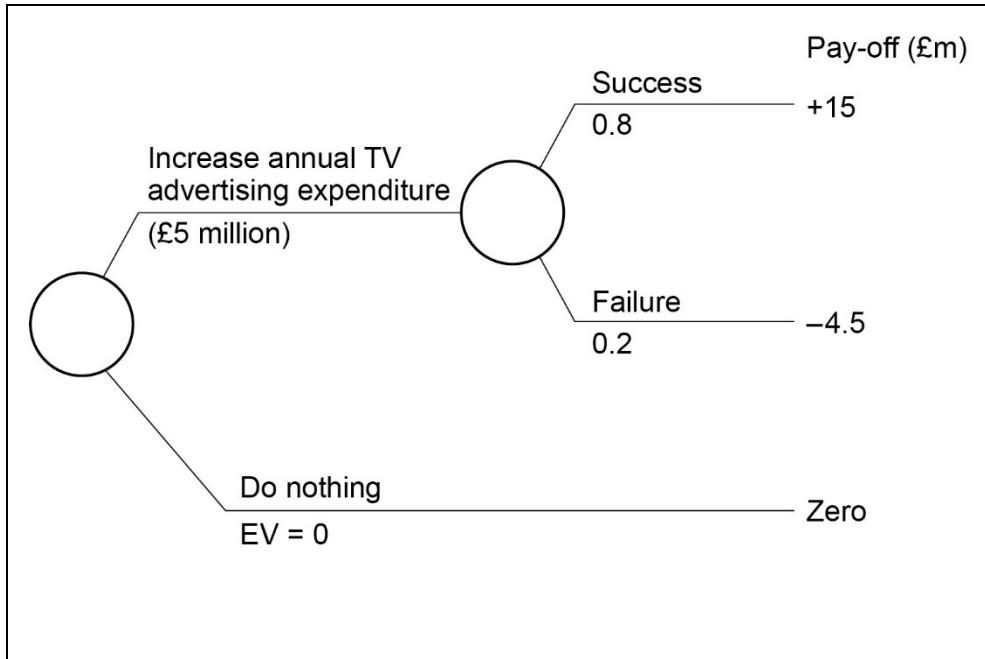 Pay-off (£m)
Success
+15
0.8
Increase annual TV
advertising expenditure
(£5 million)
Failure
–4.5
0.2
Do nothing
Zero
EV = 0